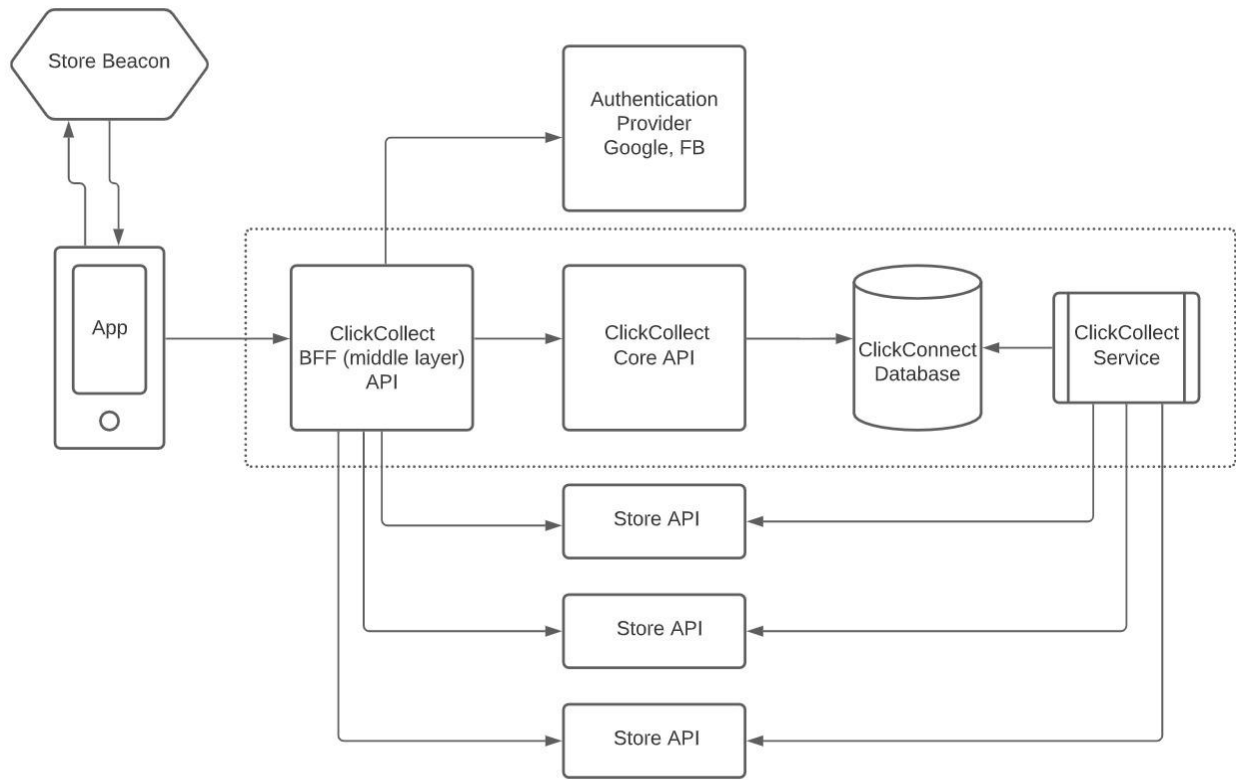 Store Beacon
Authentication
Provider
Google, FB
App
ClickCollect
BFF (middle layer)
API
ClickCollect
Core API
ClickConnect
Database
ClickCollect
Service
Store API
Store API
Store API